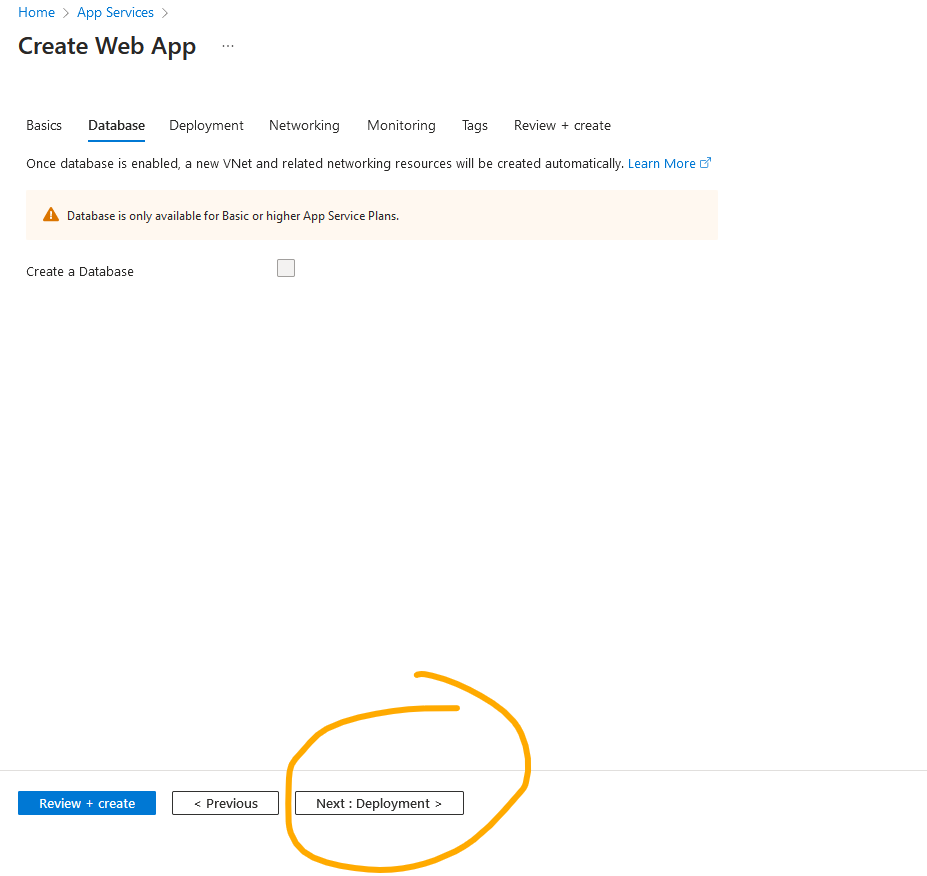 Home > App Services >
Create Web App ...
Basics Database Deployment Networking Monitoring Tags Review + create
Once database is enabled, a new VNet and related networking resources will be created automatically. Learn More
Database is only available for Basic or higher App Service Plans.
Create a Database
Review + create < Previous Next : Deployment >